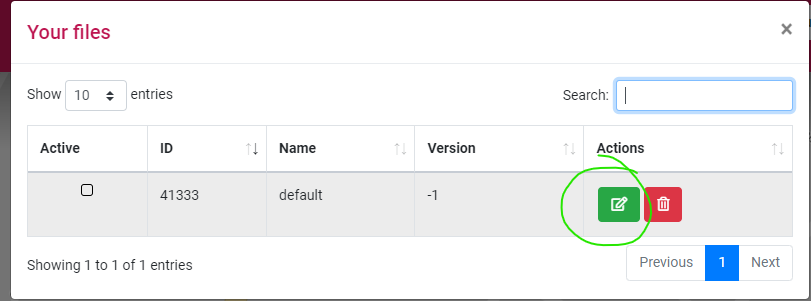 Your files ×
Show 10 entries Search:
Active ID Name Version Actions
41333 default -1
Showing 1 to 1 of 1 entries Previous 1 Next